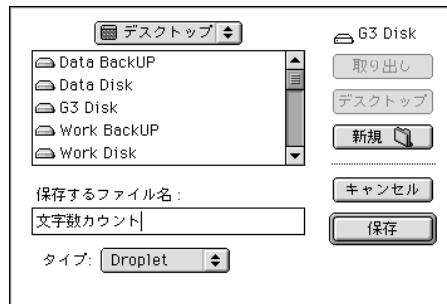 デスクトップ
G3 Disk
Data BackUP
Data Disk
G3 Disk
Work BackUP
Work Disk
取り出し
デスクトップ
新規
キャンセル
保存
保存するファイル名:
文字数カウント
タイプ: Droplet